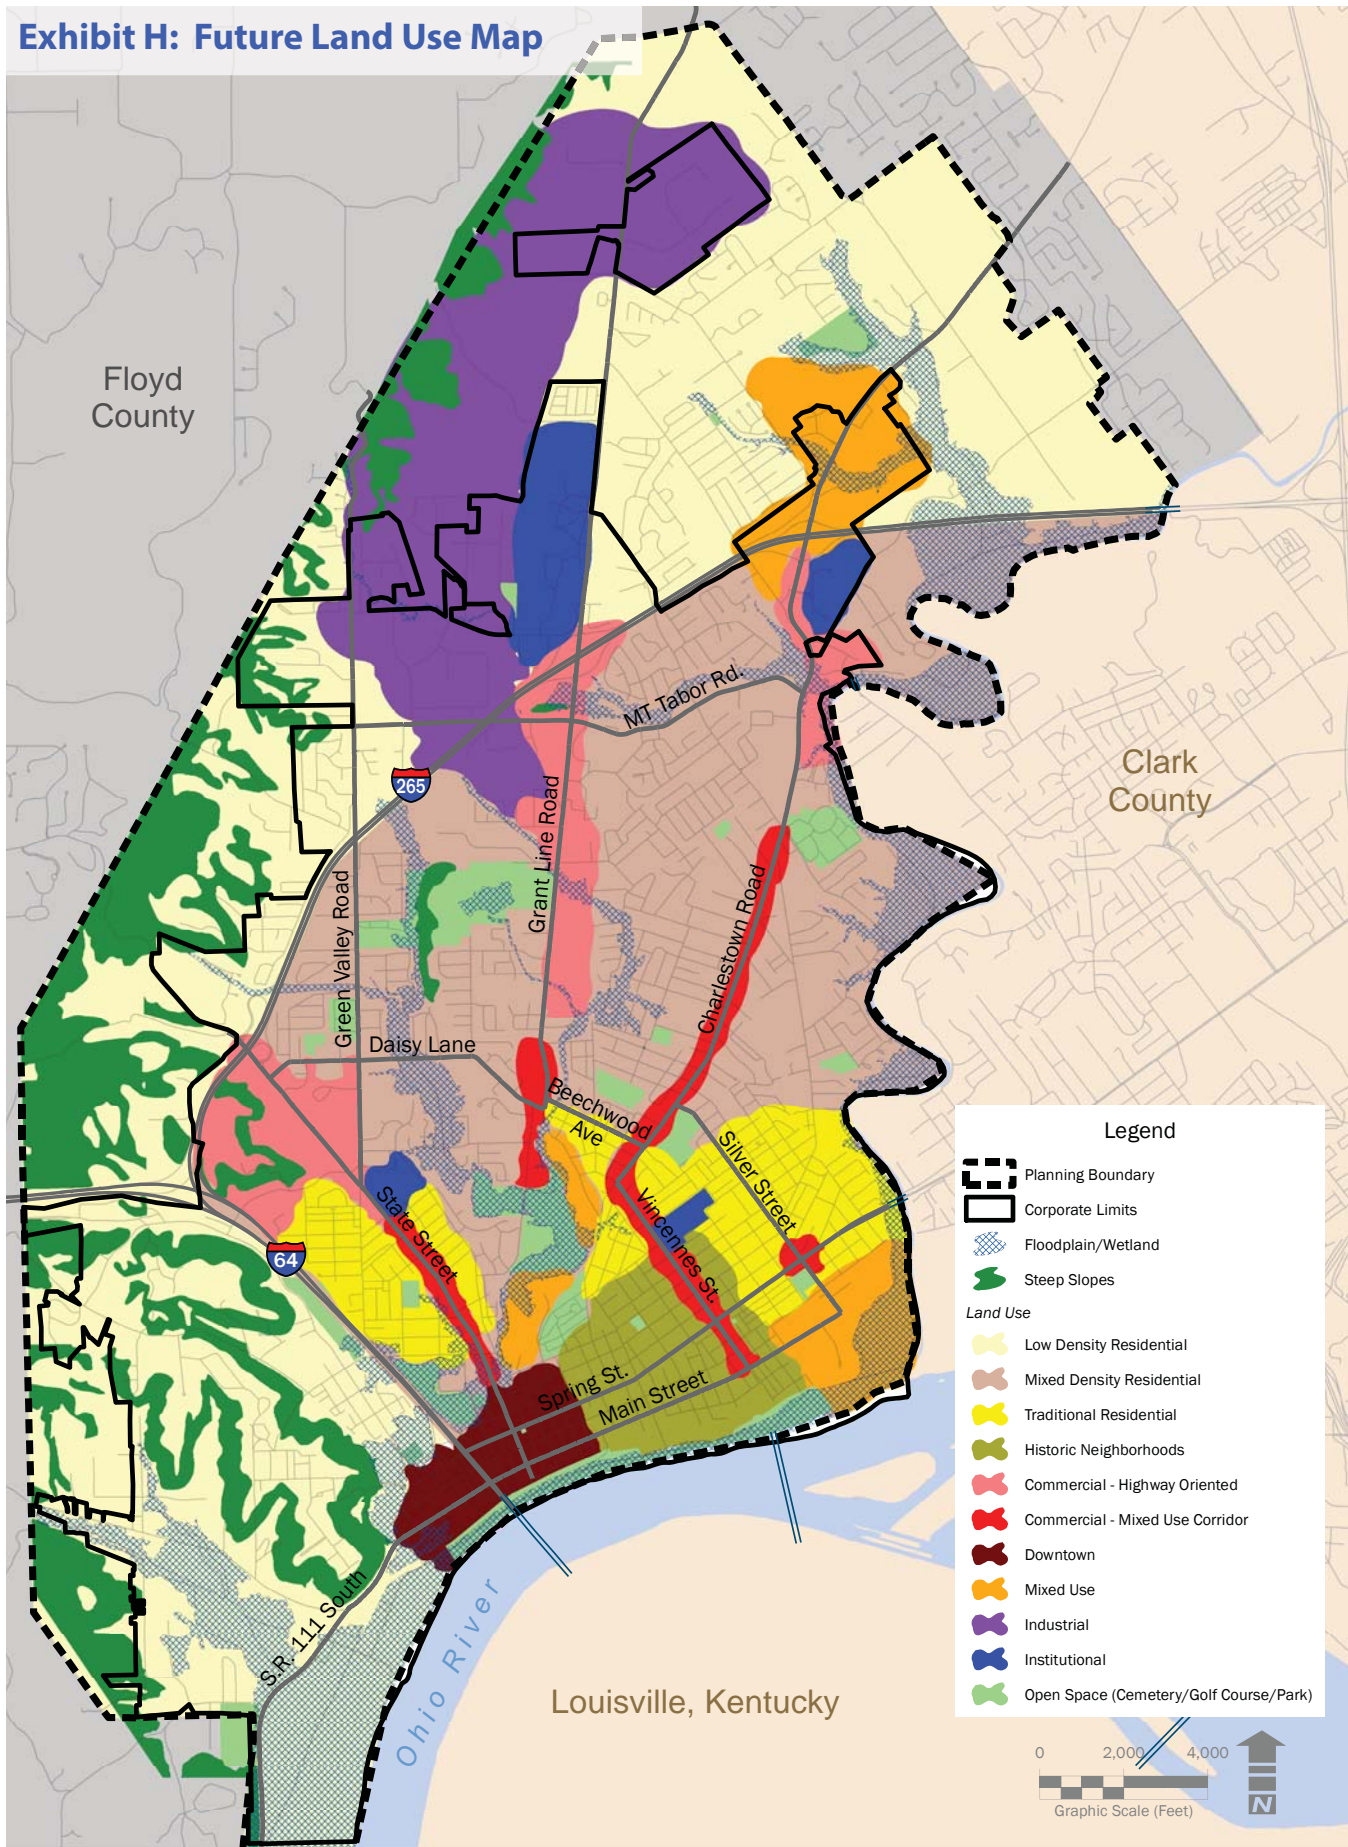 Exhibit H: Future Land Use Map
Floyd
County
MT Tabor Rd.
Clark
County
265
Grant Line Road
Green Valley Road
Charlestown Road
Daisy Lane
Beechwood
Ave
Silver Street
State Street
Vincennes St.
64
Spring St.
Main Street
S.R. 111 South
Ohio River
Louisville, Kentucky
Legend
Planning Boundary
Corporate Limits
Floodplain/Wetland
Steep Slopes
Land Use
Low Density Residential
Mixed Density Residential
Traditional Residential
Historic Neighborhoods
Commercial - Highway Oriented
Commercial - Mixed Use Corridor
Downtown
Mixed Use
Industrial
Institutional
Open Space (Cemetery/Golf Course/Park)
0 2,000 4,000
Graphic Scale (Feet)
N